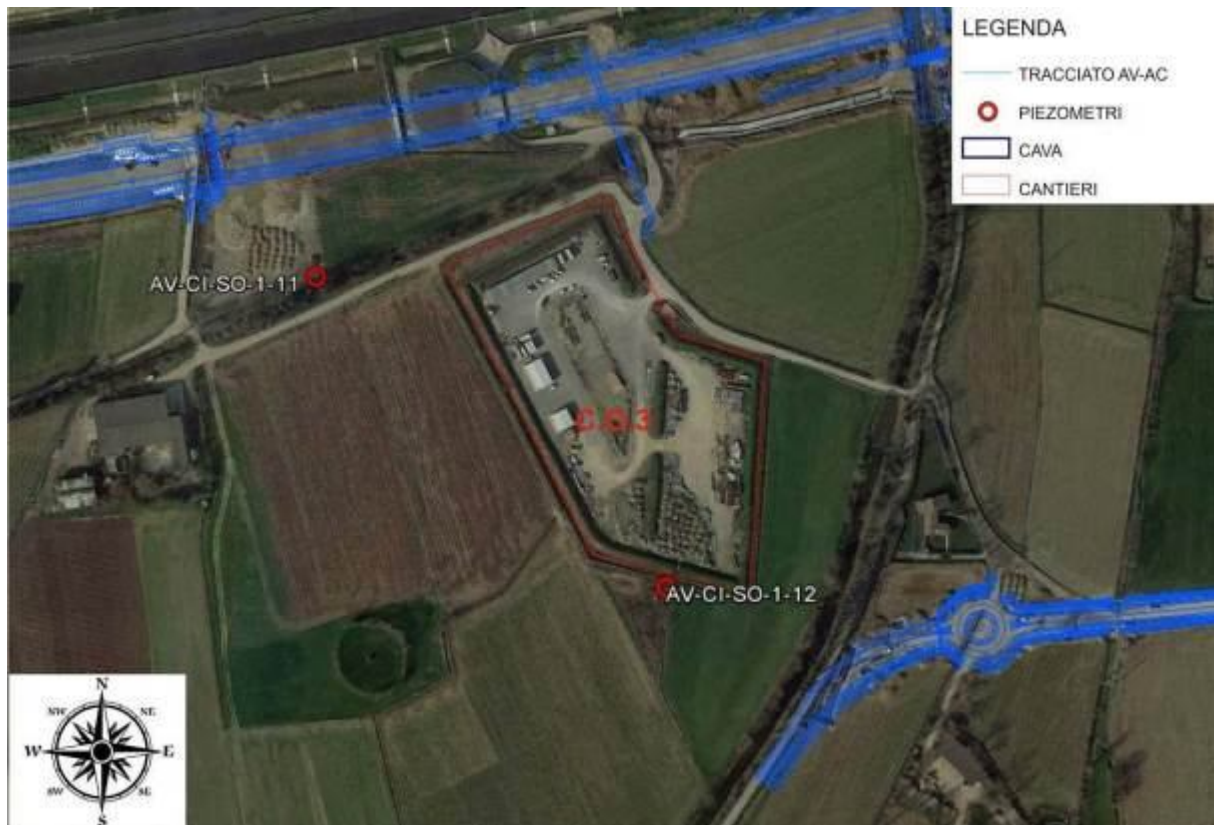 LEGENDA
TRACCIATO AV-AC
PIEZOMETRI
CAVA
CANTIERI
AV-CI-SO-1-11
C.O.3
AV-CI-SO-1-12
N
NW NE
W E
SW SE
S